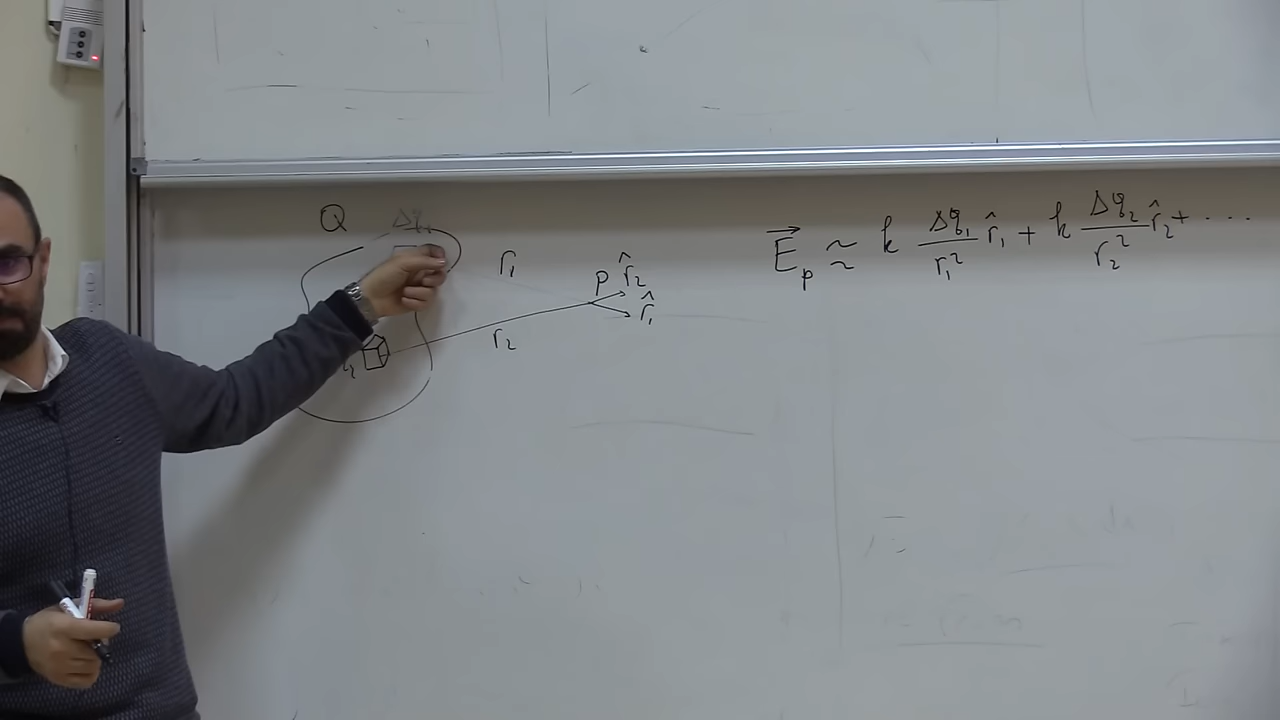 Q Δq₁
r₁
p r̂₂
r̂₁
r₂
E⃗ₚ ≈ k Δq₁/r₁² r̂₁ + k Δq₂/r₂² r̂₂ + ....